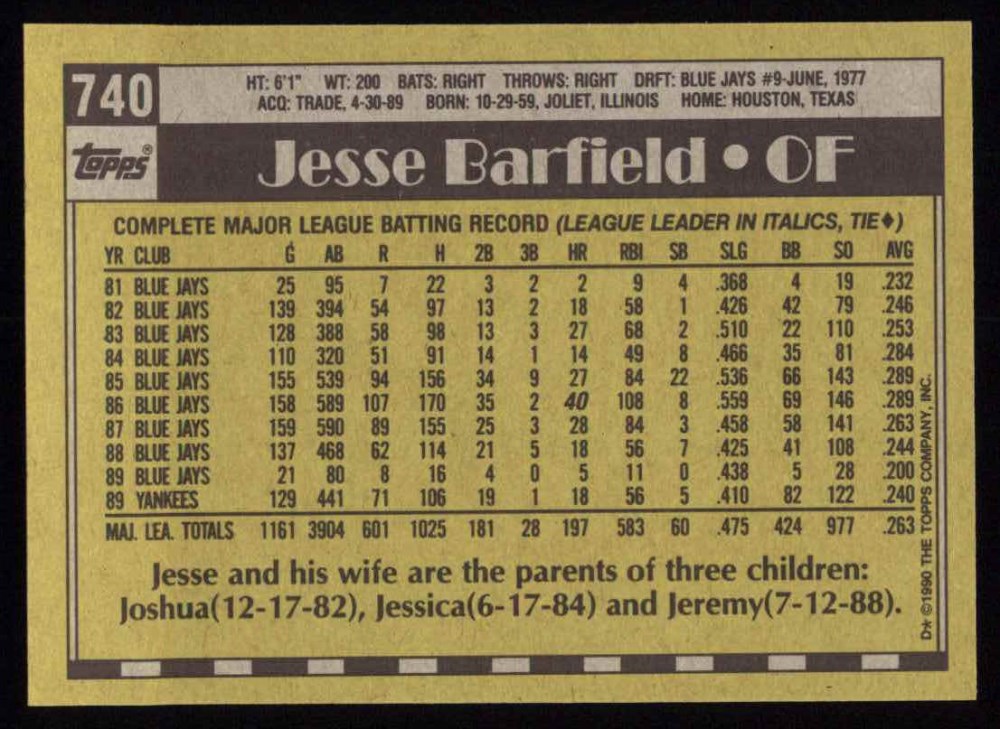 740
HT: 6'1" WT: 200 BATS: RIGHT THROWS: RIGHT DRFT: BLUE JAYS #9-JUNE, 1977
ACQ: TRADE, 4-30-89 BORN: 10-29-59, JOLIET, ILLINOIS HOME: HOUSTON, TEXAS
topps®
Jesse Barfield • OF
COMPLETE MAJOR LEAGUE BATTING RECORD (LEAGUE LEADER IN ITALICS, TIE♦)
YR CLUB G AB R H 2B 3B HR RBI SB SLG BB SO AVG
81 BLUE JAYS 25 95 7 22 3 2 2 9 4 .368 4 19 .232
82 BLUE JAYS 139 394 54 97 13 2 18 58 1 .426 42 79 .246
83 BLUE JAYS 128 388 58 98 13 3 27 68 2 .510 22 110 .253
84 BLUE JAYS 110 320 51 91 14 1 14 49 8 .466 35 81 .284
85 BLUE JAYS 155 539 94 156 34 9 27 84 22 .536 66 143 .289
86 BLUE JAYS 158 589 107 170 35 2 40 108 8 .559 69 146 .289
87 BLUE JAYS 159 590 89 155 25 3 28 84 3 .458 58 141 .263
88 BLUE JAYS 137 468 62 114 21 5 18 56 7 .425 41 108 .244
89 BLUE JAYS 21 80 8 16 4 0 5 11 0 .438 5 28 .200
89 YANKEES 129 441 71 106 19 1 18 56 5 .410 82 122 .240
MAJ. LEA. TOTALS 1161 3904 601 1025 181 28 197 583 60 .475 424 977 .263
Jesse and his wife are the parents of three children:
Joshua(12-17-82), Jessica(6-17-84) and Jeremy(7-12-88).
D* ©1990 THE TOPPS COMPANY, INC.